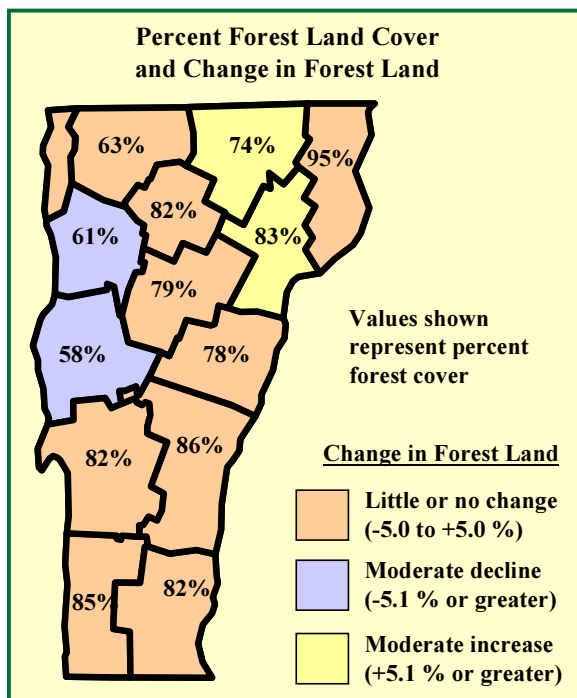 Percent Forest Land Cover
and Change in Forest Land
63%
74%
95%
82%
61%
83%
79%
58%
78%
82%
86%
85%
82%
Values shown
represent percent
forest cover
Change in Forest Land
Little or no change
(-5.0 to +5.0 %)
Moderate decline
(-5.1 % or greater)
Moderate increase
(+5.1 % or greater)